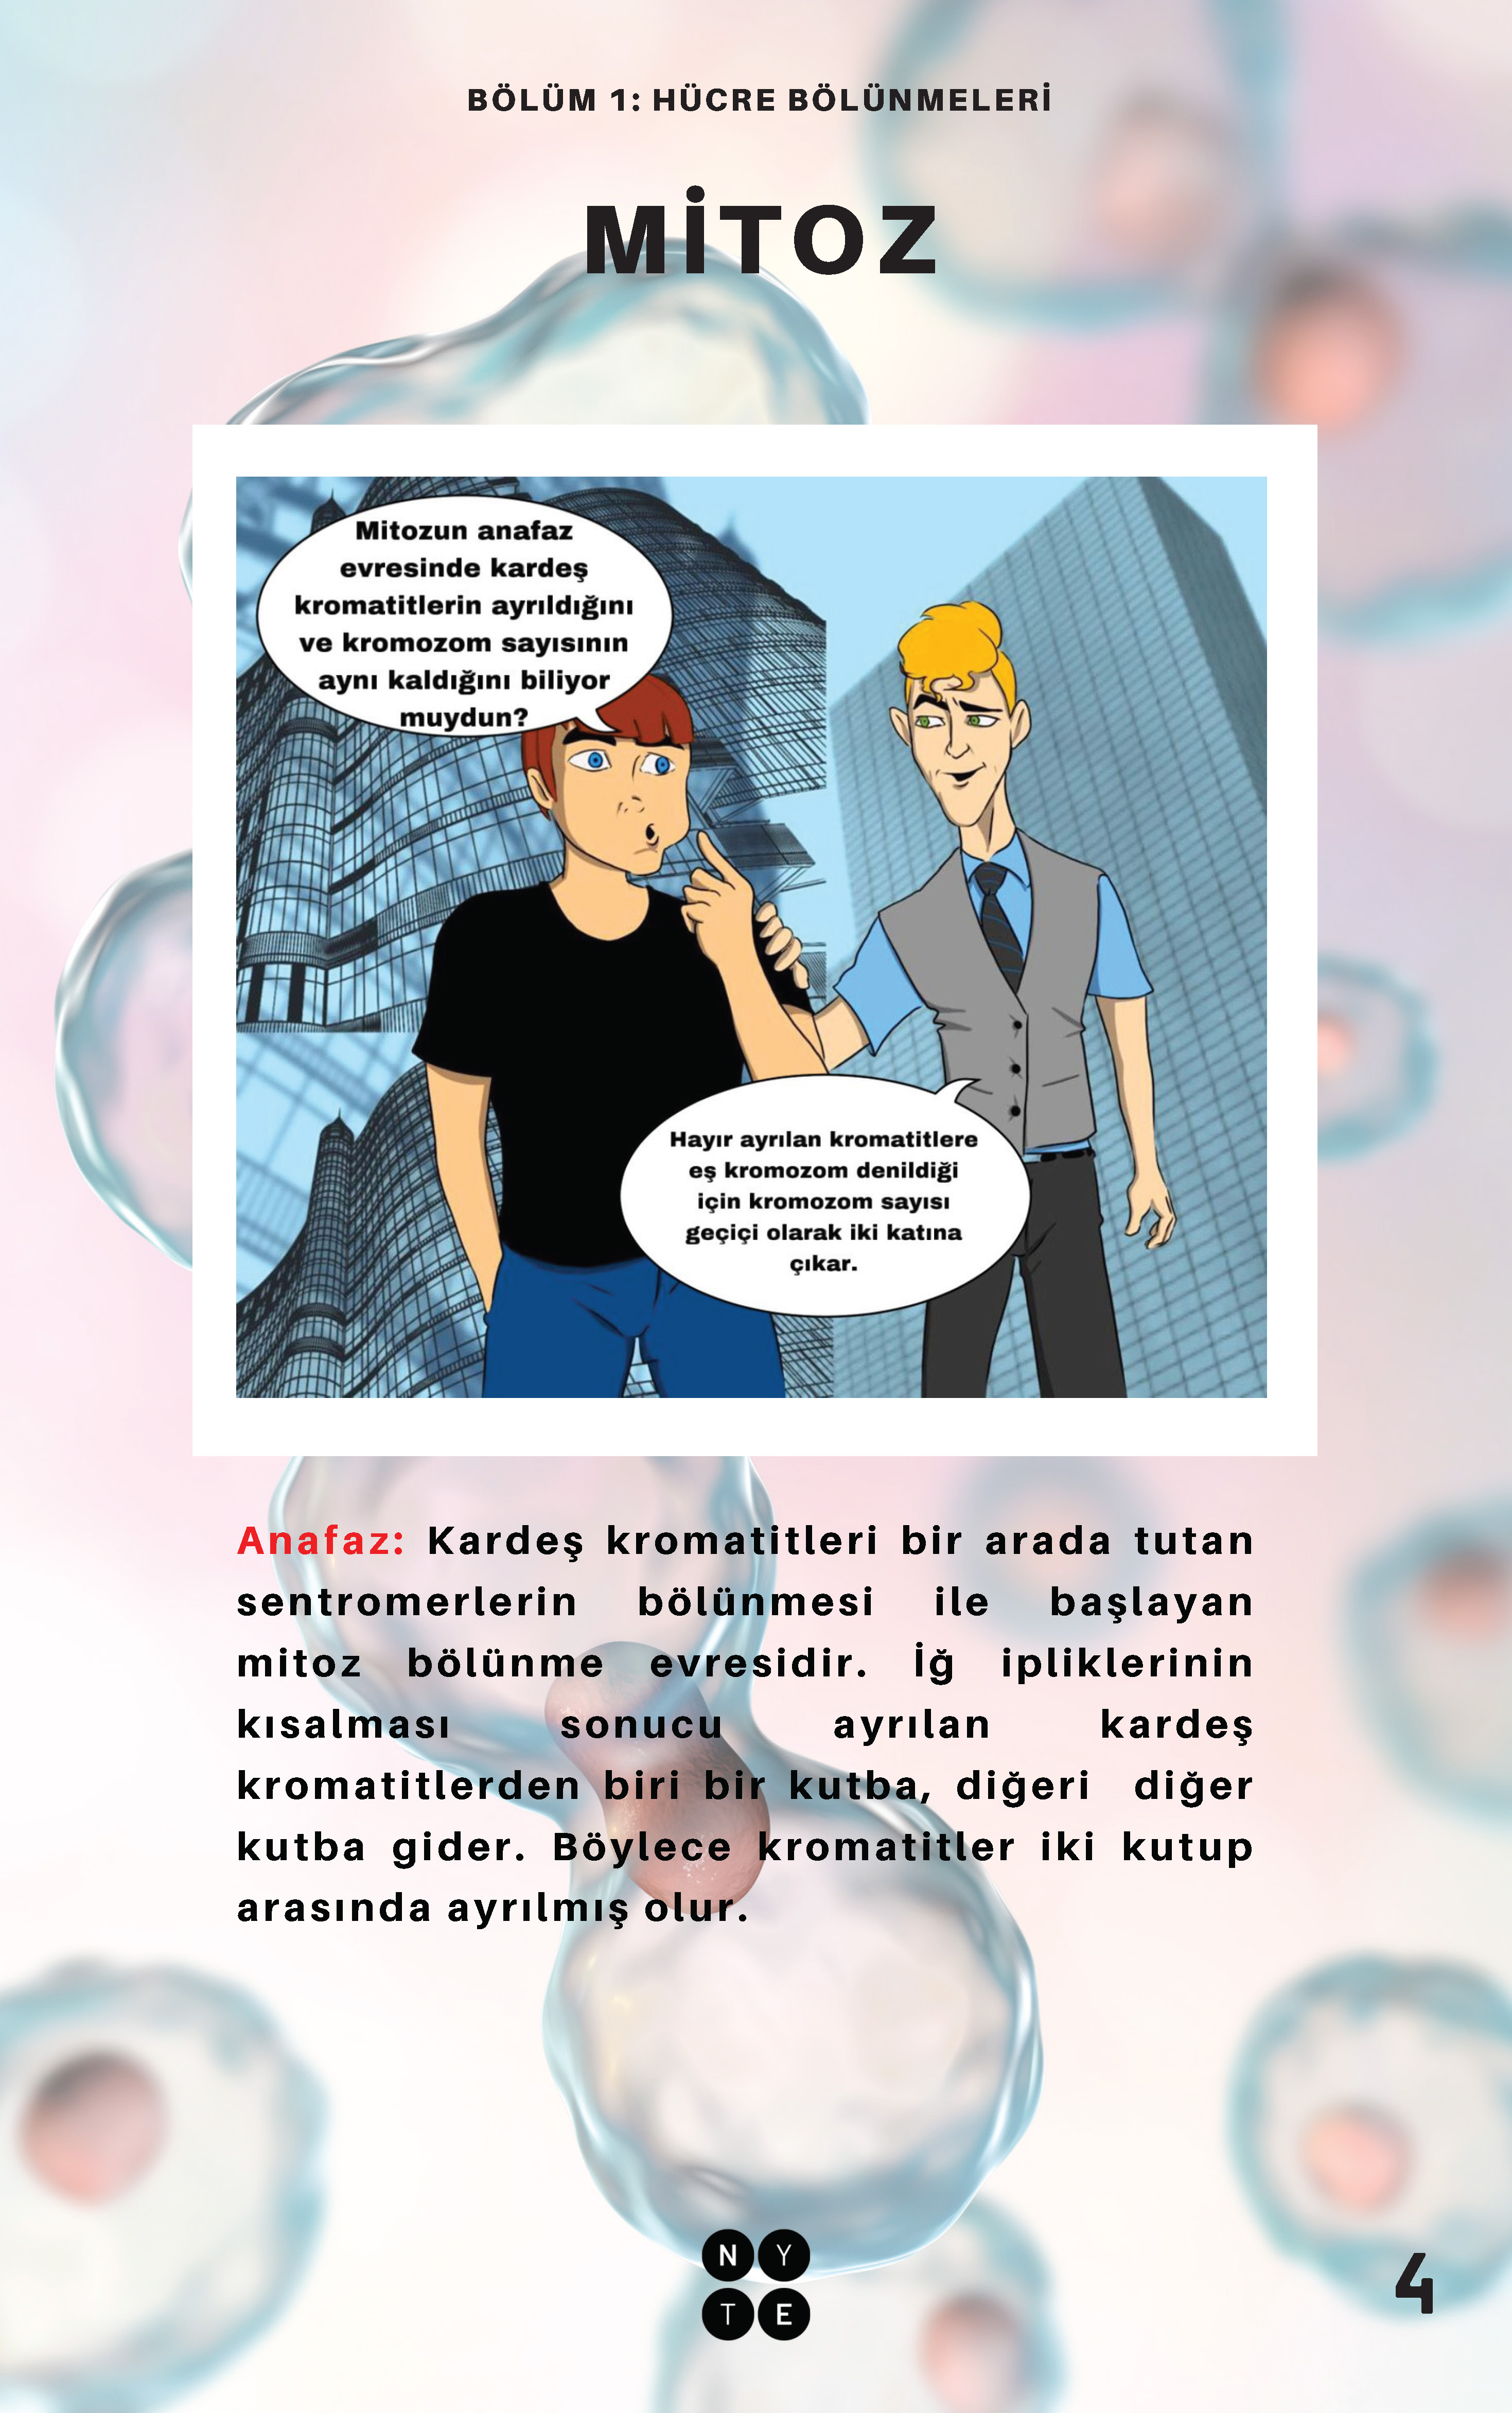 BÖLÜM 1: HÜCRE BÖLÜNMELERİ
MİTOZ
Mitozun anafaz
evresinde kardeş
kromatitlerin ayrıldığını
ve kromozom sayısının
aynı kaldığını biliyor
muydun?
Hayır ayrılan kromatitlere
eş kromozom denildiği
için kromozom sayısı
geçiçi olarak iki katına
çıkar.
Anafaz: Kardeş kromatitleri bir arada tutan
sentromerlerin bölünmesi ile başlayan
mitoz bölünme evresidir. İğ ipliklerinin
kısalması sonucu ayrılan kardeş
kromatitlerden biri bir kutba, diğeri diğer
kutba gider. Böylece kromatitler iki kutup
arasında ayrılmış olur.
N Y
T E
4